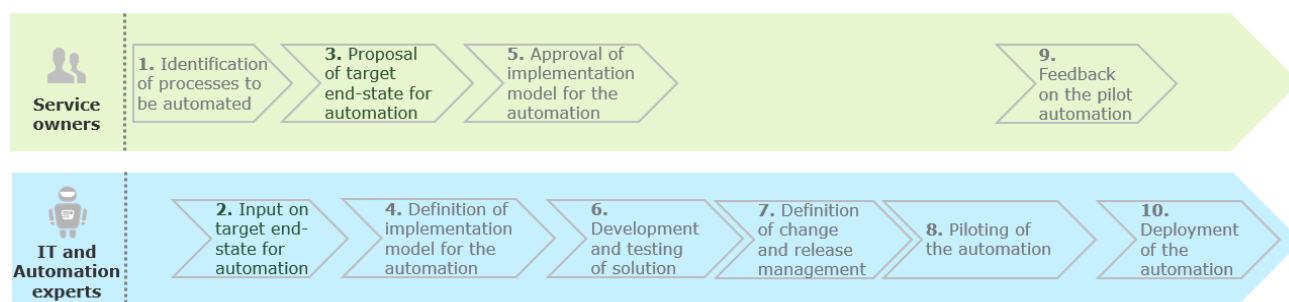 Service
owners
1. Identification
of processes to
be automated
3. Proposal
of target
end-state for
automation
5. Approval of
implementation
model for the
automation
9.
Feedback
on the pilot
automation
IT and
Automation
experts
2. Input on
target end-
state for
automation
4. Definition of
implementation
model for the
automation
6.
Development
and testing
of solution
7. Definition
of change
and release
management
8. Piloting of
the automation
10.
Deployment
of the
automation